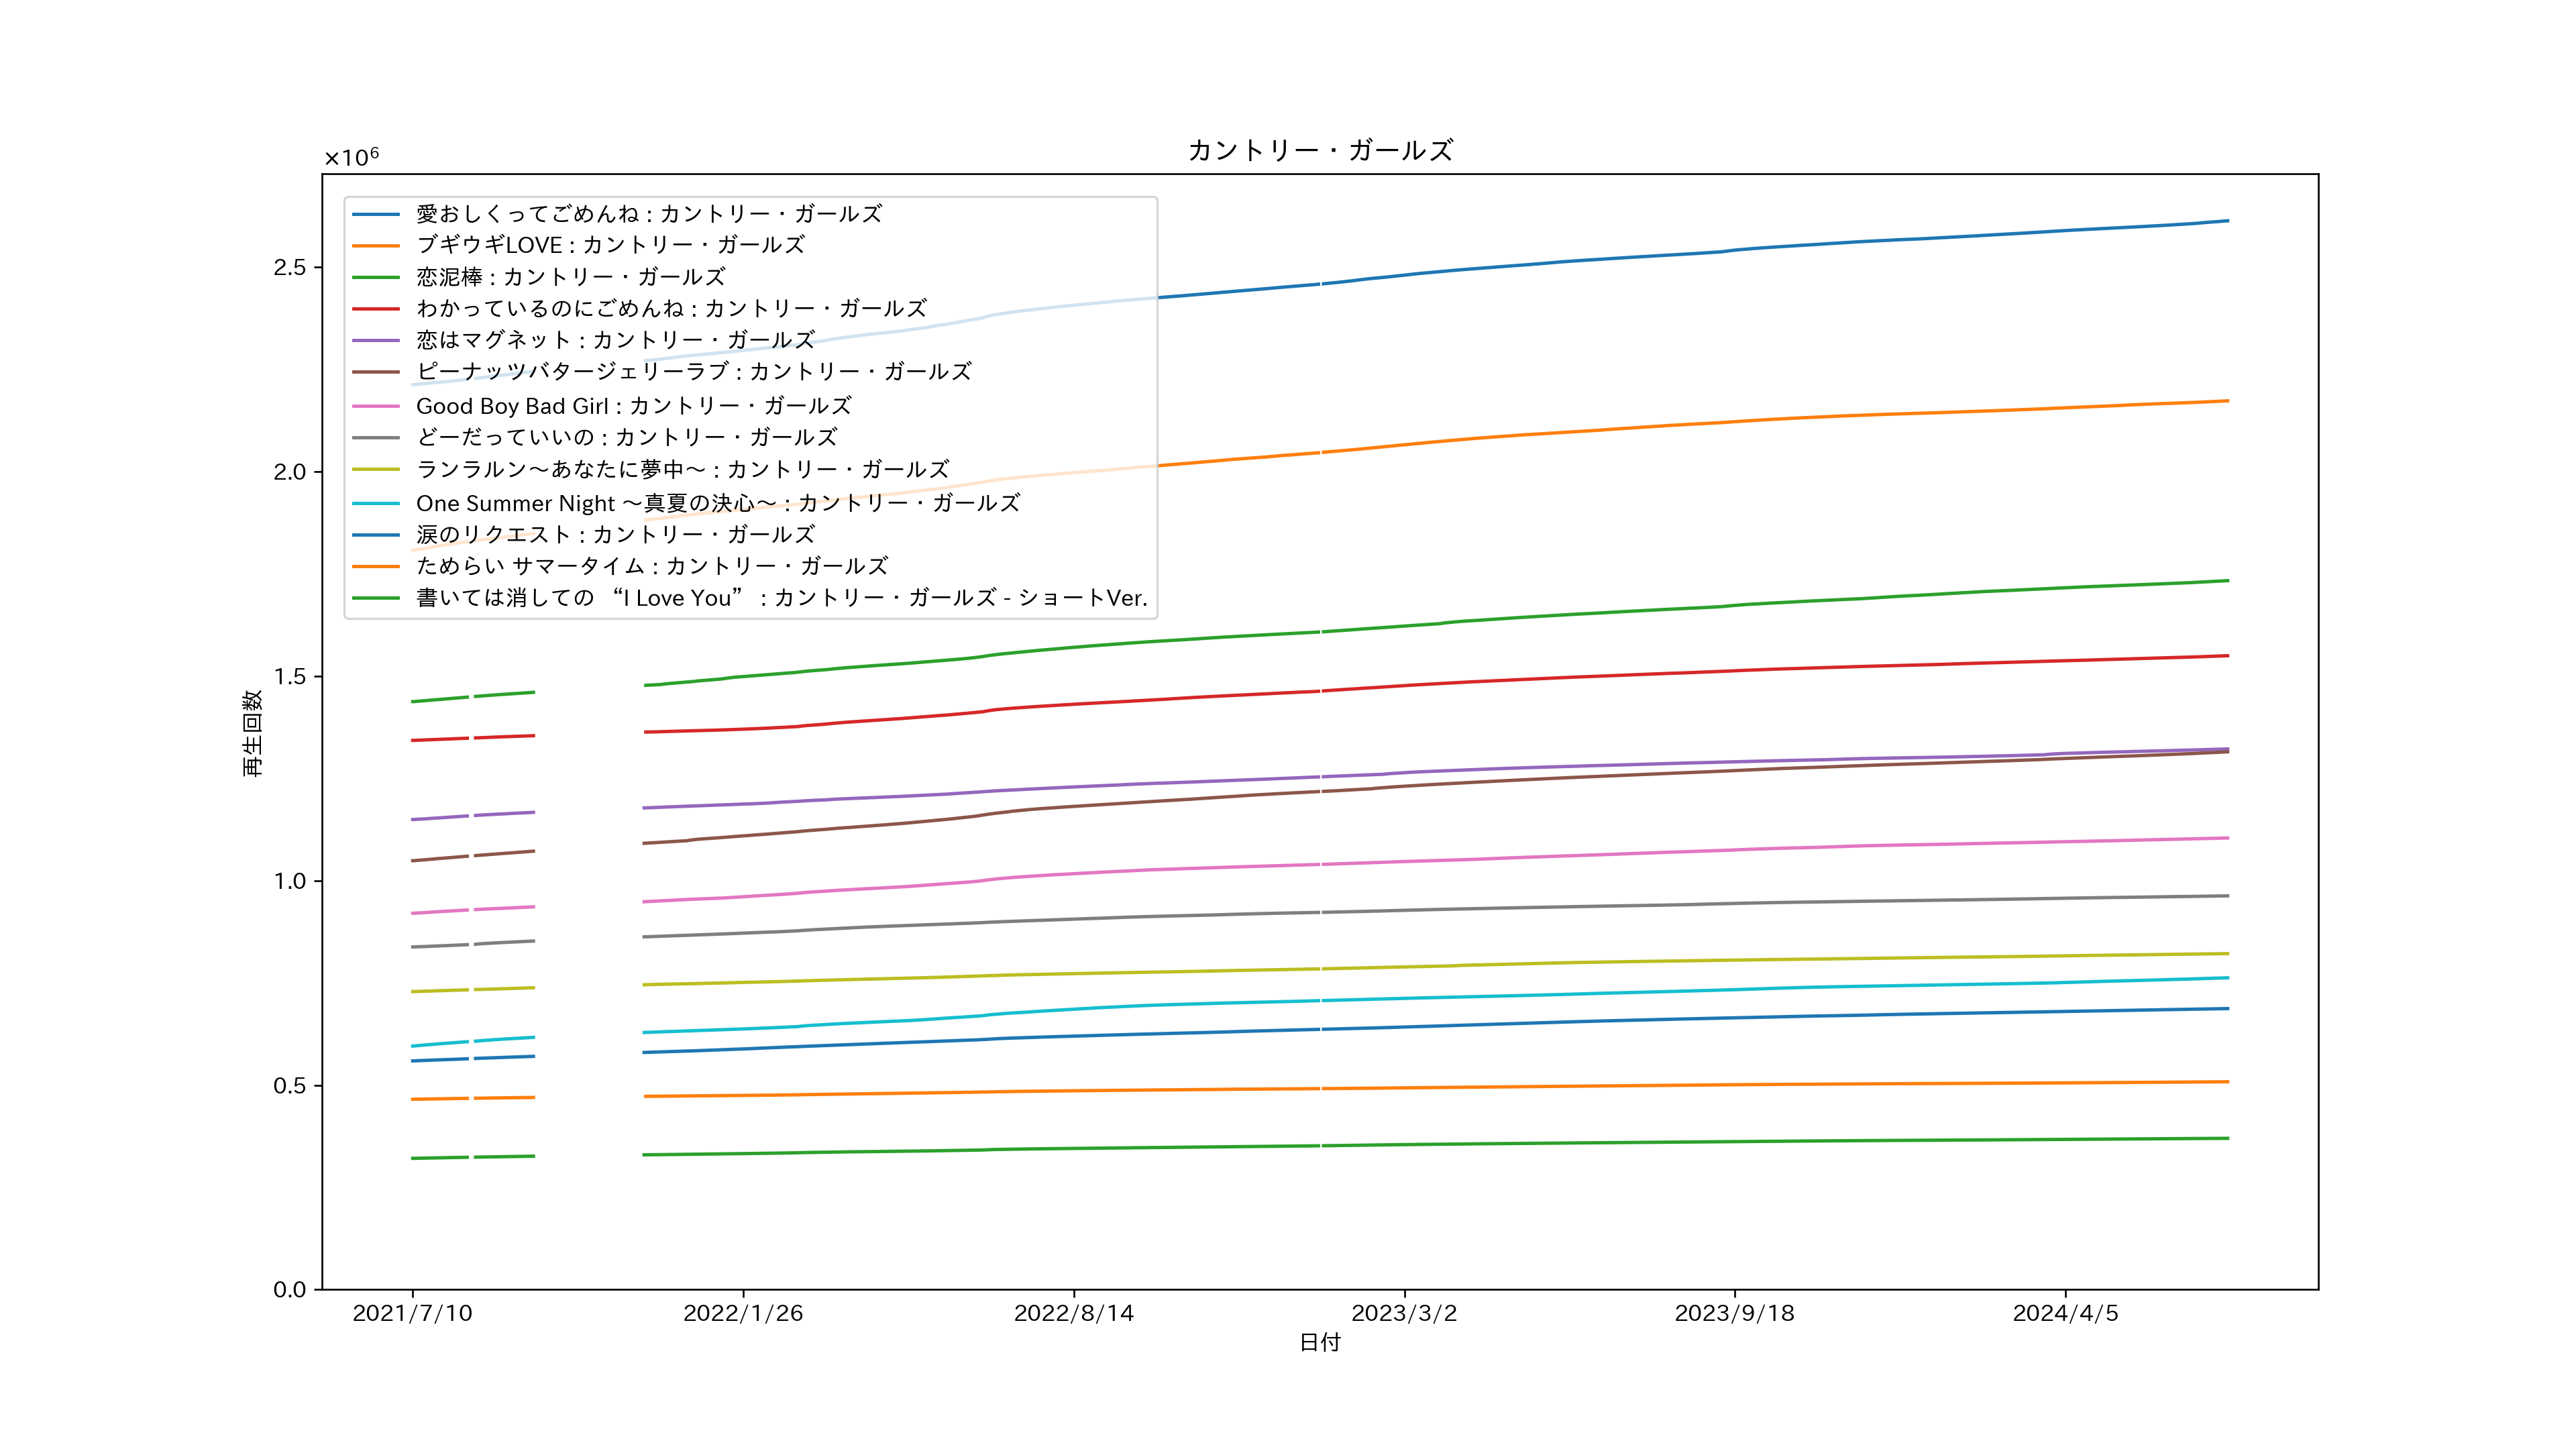 カントリー・ガールズ
×10⁶
愛おしくってごめんね : カントリー・ガールズ
ブギウギLOVE : カントリー・ガールズ
恋泥棒 : カントリー・ガールズ
わかっているのにごめんね : カントリー・ガールズ
恋はマグネット : カントリー・ガールズ
ピーナッツバタージェリーラブ : カントリー・ガールズ
Good Boy Bad Girl : カントリー・ガールズ
どーだっていいの : カントリー・ガールズ
ランラルン～あなたに夢中～ : カントリー・ガールズ
One Summer Night ～真夏の決心～ : カントリー・ガールズ
涙のリクエスト : カントリー・ガールズ
ためらい サマータイム : カントリー・ガールズ
書いては消しての “I Love You” : カントリー・ガールズ - ショートVer.
2.5
2.0
1.5
1.0
0.5
0.0
再生回数
2021/7/10 2022/1/26 2022/8/14 2023/3/2 2023/9/18 2024/4/5
日付